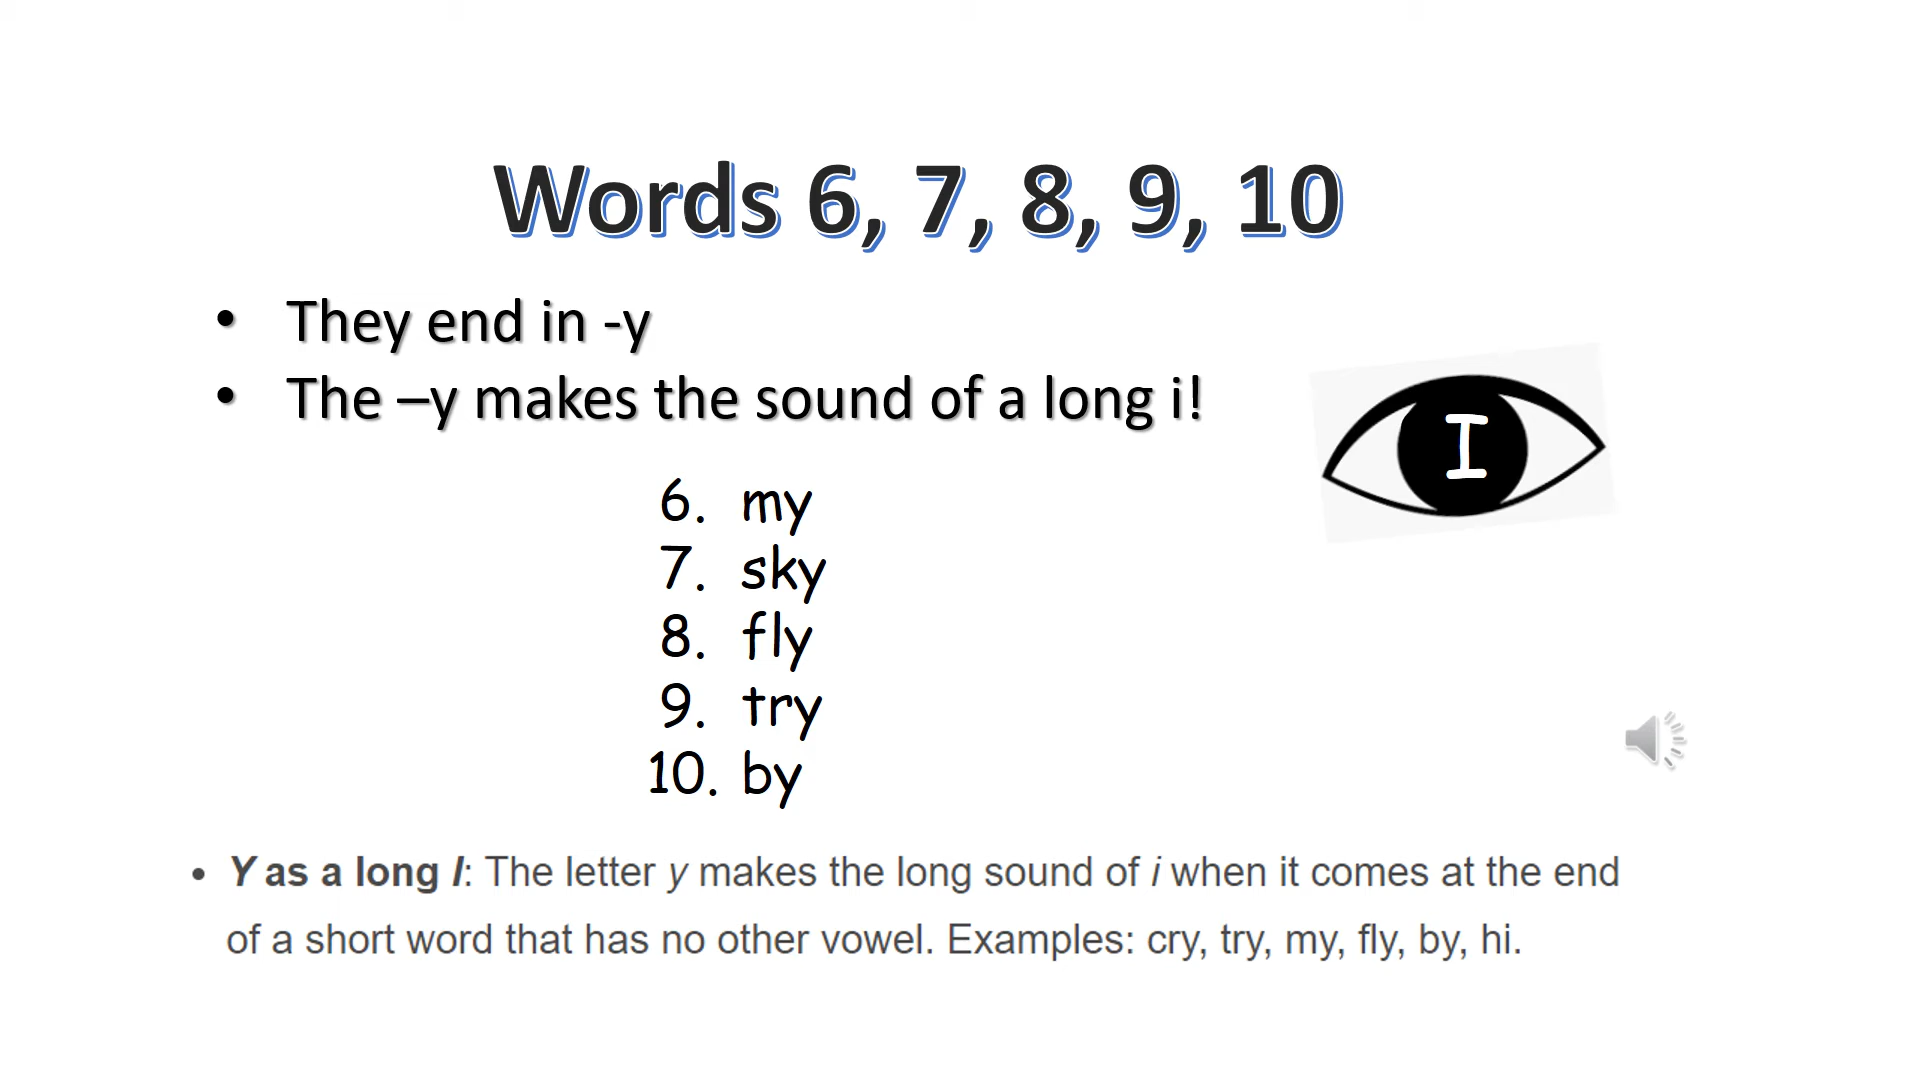 Words 6, 7, 8, 9, 10
• They end in -y
• The –y makes the sound of a long i!
I
6. my
7. sky
8. fly
9. try
10. by
• Y as a long I: The letter y makes the long sound of i when it comes at the end
of a short word that has no other vowel. Examples: cry, try, my, fly, by, hi.